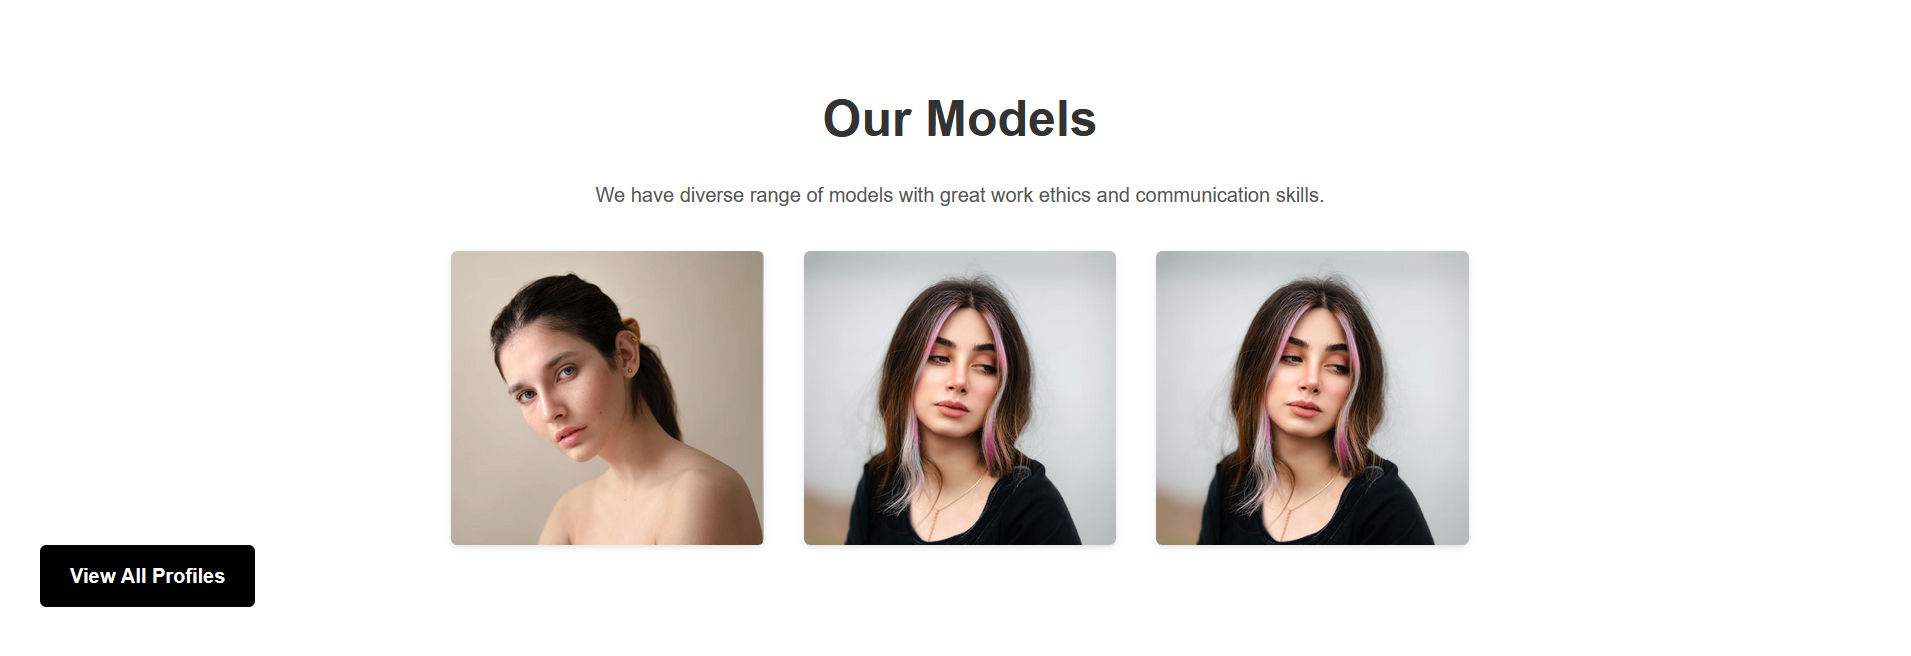 Our Models
We have diverse range of models with great work ethics and communication skills.
View All Profiles